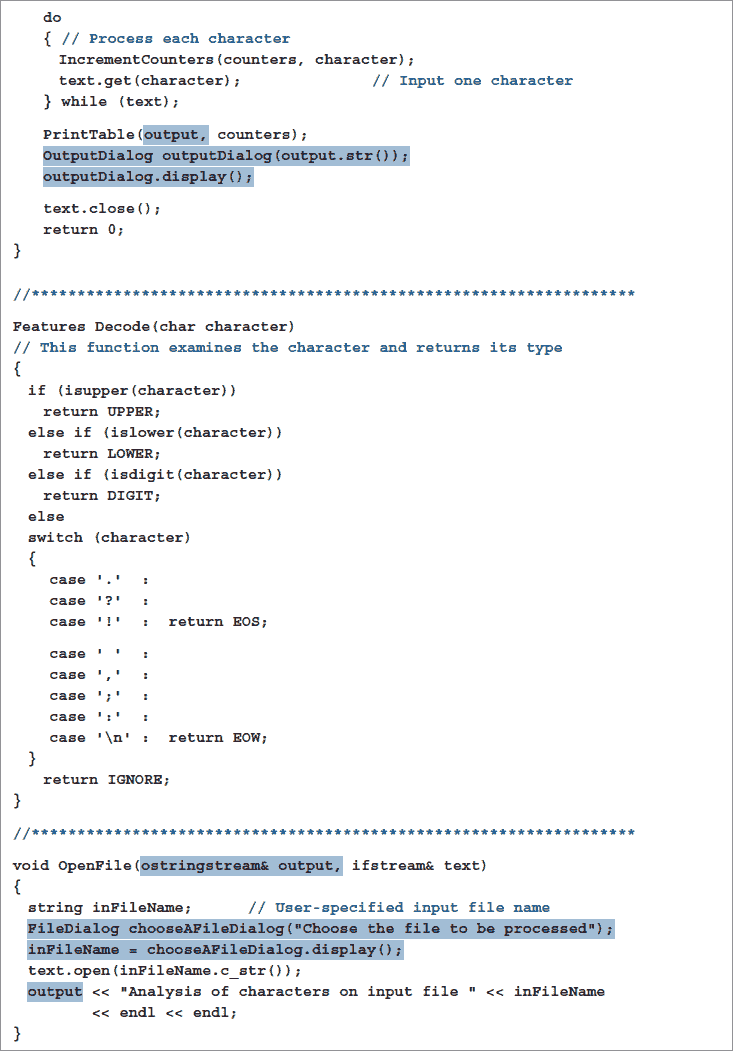 do
{ // Process each character
IncrementCounters(counters, character);
text.get(character); // Input one character
} while (text);
PrintTable(output, counters);
OutputDialog outputDialog(output.str());
outputDialog.display();
text.close();
return 0;
}
//******************************************************************
Features Decode(char character)
// This function examines the character and returns its type
{
if (isupper(character))
return UPPER;
else if (islower(character))
return LOWER;
else if (isdigit(character))
return DIGIT;
else
switch (character)
{
case '.' :
case '?' :
case '!' : return EOS;
case ' ' :
case ',' :
case ';' :
case ':' :
case '\n' : return EOW;
}
return IGNORE;
}
//******************************************************************
void OpenFile(ostringstream& output, ifstream& text)
{
string inFileName; // User-specified input file name
FileDialog chooseAFileDialog("Choose the file to be processed");
inFileName = chooseAFileDialog.display();
text.open(inFileName.c_str());
output << "Analysis of characters on input file " << inFileName
<< endl << endl;
}